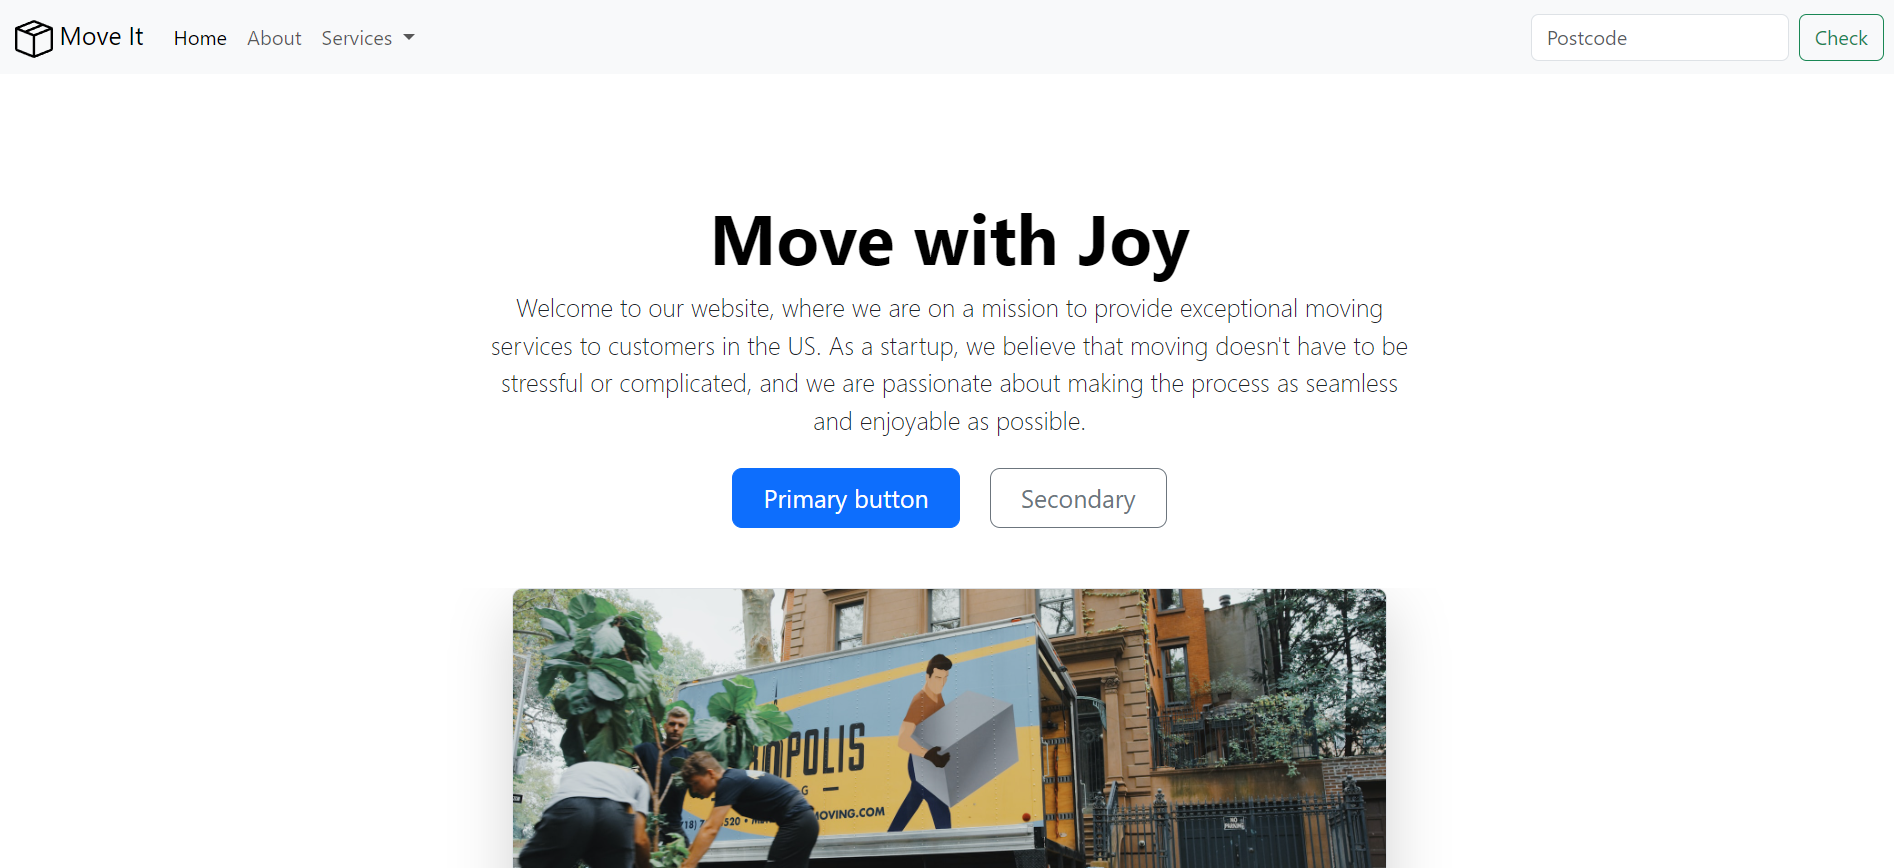 Move It
Home
About
Services
Postcode
Check
Move with Joy
Welcome to our website, where we are on a mission to provide exceptional moving
services to customers in the US. As a startup, we believe that moving doesn't have to be
stressful or complicated, and we are passionate about making the process as seamless
and enjoyable as possible.
Primary button
Secondary
POLIS
G
MOVING.COM
NO
PARKING